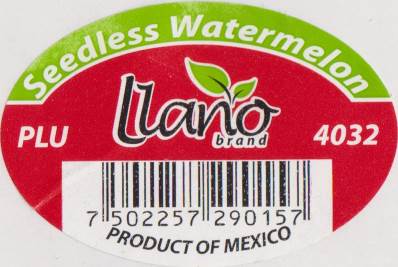 Seedless Watermelon
llano
brand
PLU 4032
7 502257 290157
PRODUCT OF MEXICO